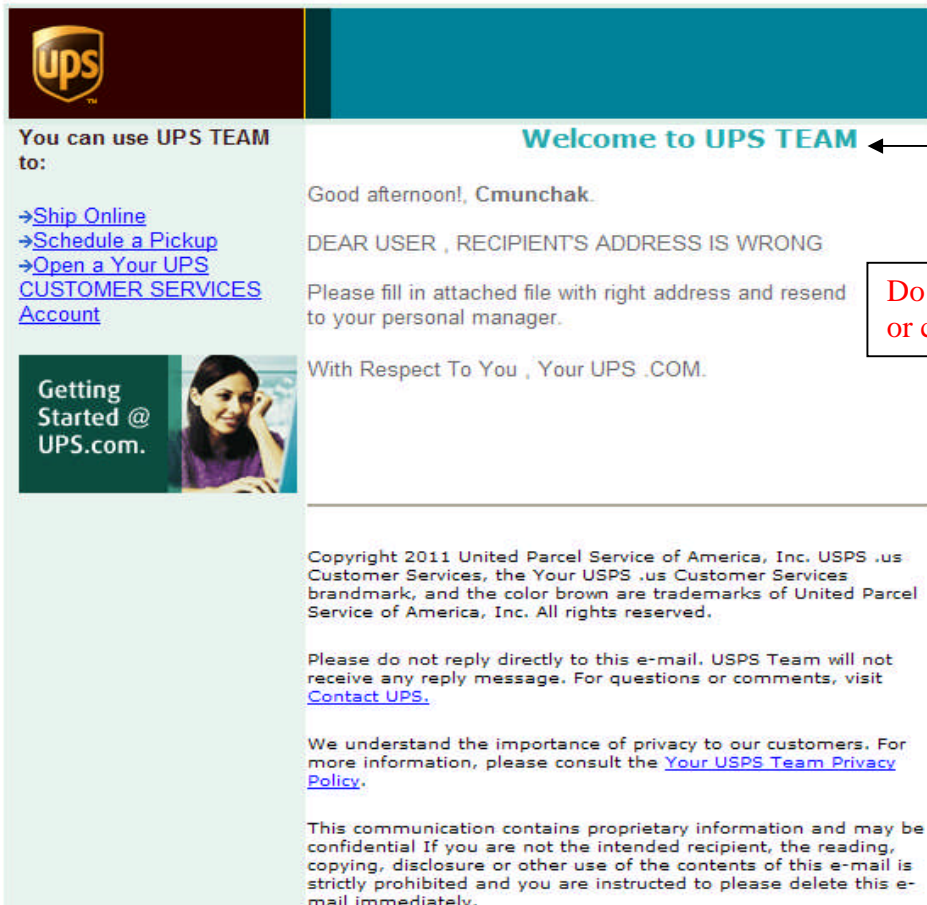 ups
TM
You can use UPS TEAM
to:
→Ship Online
→Schedule a Pickup
→Open a Your UPS
CUSTOMER SERVICES
Account
Getting
Started @
UPS.com.
Welcome to UPS TEAM
Good afternoon!, Cmunchak.
DEAR USER , RECIPIENT'S ADDRESS IS WRONG
Please fill in attached file with right address and resend
to your personal manager.
With Respect To You , Your UPS .COM.
Do
or
Copyright 2011 United Parcel Service of America, Inc. USPS .us
Customer Services, the Your USPS .us Customer Services
brandmark, and the color brown are trademarks of United Parcel
Service of America, Inc. All rights reserved.
Please do not reply directly to this e-mail. USPS Team will not
receive any reply message. For questions or comments, visit
Contact UPS.
We understand the importance of privacy to our customers. For
more information, please consult the Your USPS Team Privacy
Policy.
This communication contains proprietary information and may be
confidential If you are not the intended recipient, the reading,
copying, disclosure or other use of the contents of this e-mail is
strictly prohibited and you are instructed to please delete this e-
mail immediately.